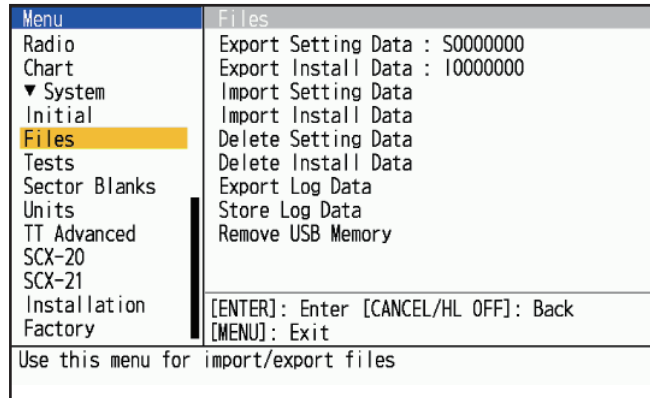 Menu
Radio
Chart
▼ System
Initial
Files
Tests
Sector Blanks
Units
TT Advanced
SCX-20
SCX-21
Installation
Factory
Files
Export Setting Data : S0000000
Export Install Data : I0000000
Import Setting Data
Import Install Data
Delete Setting Data
Delete Install Data
Export Log Data
Store Log Data
Remove USB Memory
[ENTER]: Enter [CANCEL/HL OFF]: Back
[MENU]: Exit
Use this menu for import/export files